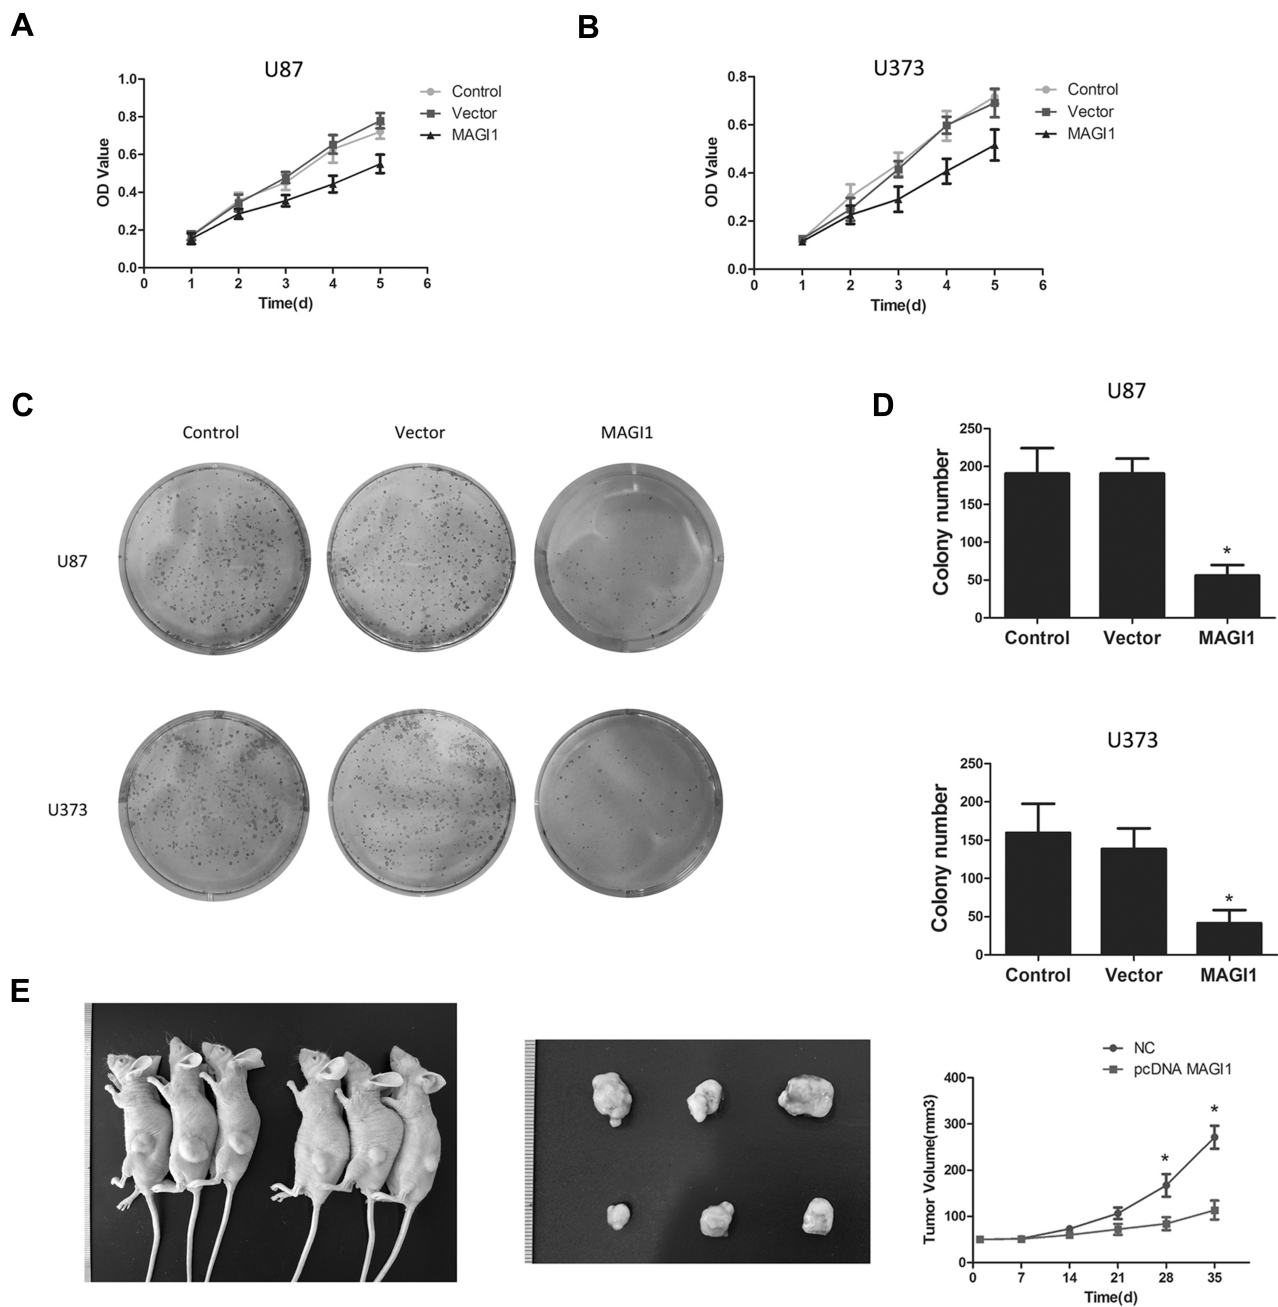 A
B
U87
Control
Vector
MAGI1
1.0
0.8
0.6
0.4
0.2
0.0
OD Value
0 1 2 3 4 5 6
Time(d)
U373
Control
Vector
MAGI1
0.8
0.6
0.4
0.2
0.0
OD Value
0 1 2 3 4 5 6
Time(d)
C
Control Vector MAGI1
U87
U373
D
U87
250
200
150
100
50
0
Colony number
*
Control Vector MAGI1
U373
250
200
150
100
50
0
Colony number
*
Control Vector MAGI1
E
NC
pcDNA MAGI1
400
300
200
100
0
Tumor Volume(mm3)
*
*
0 7 14 21 28 35
Time(d)